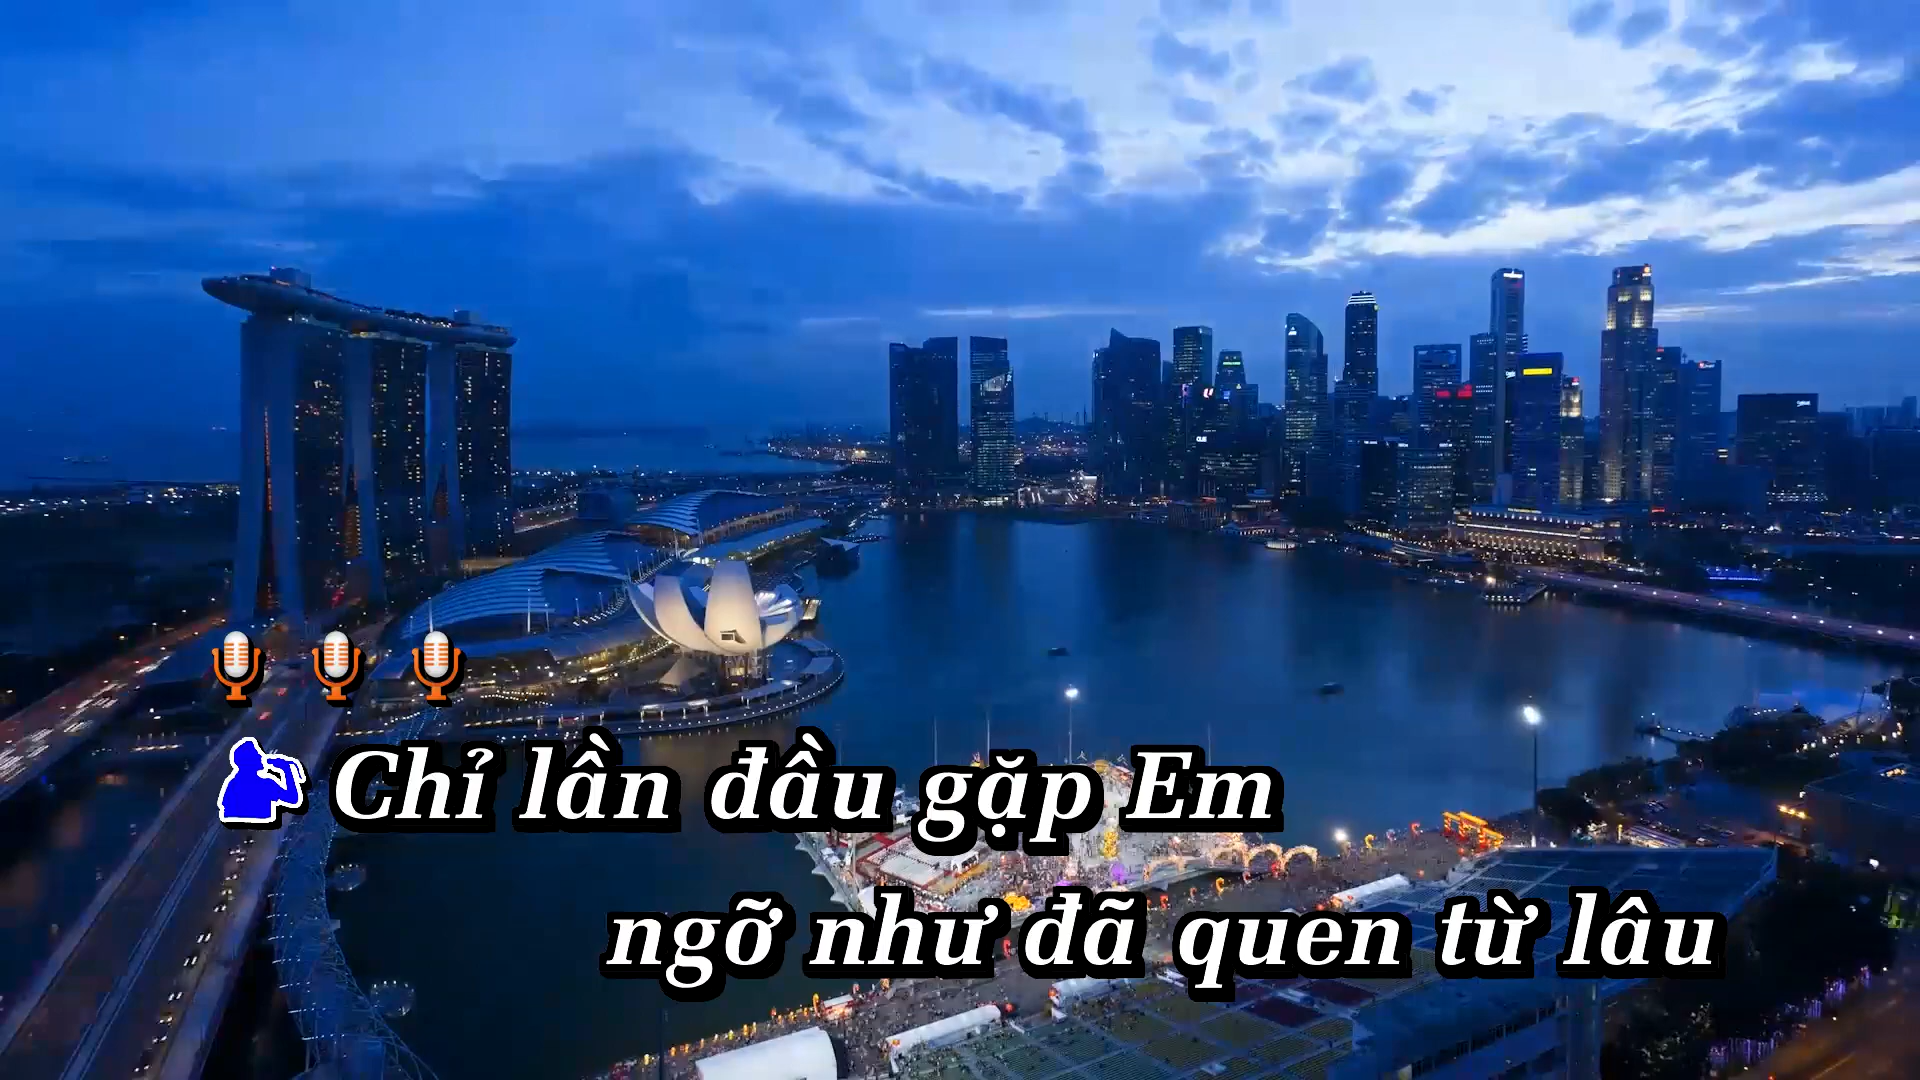 Chỉ lần đầu gặp Em
ngỡ như đã quen từ lâu